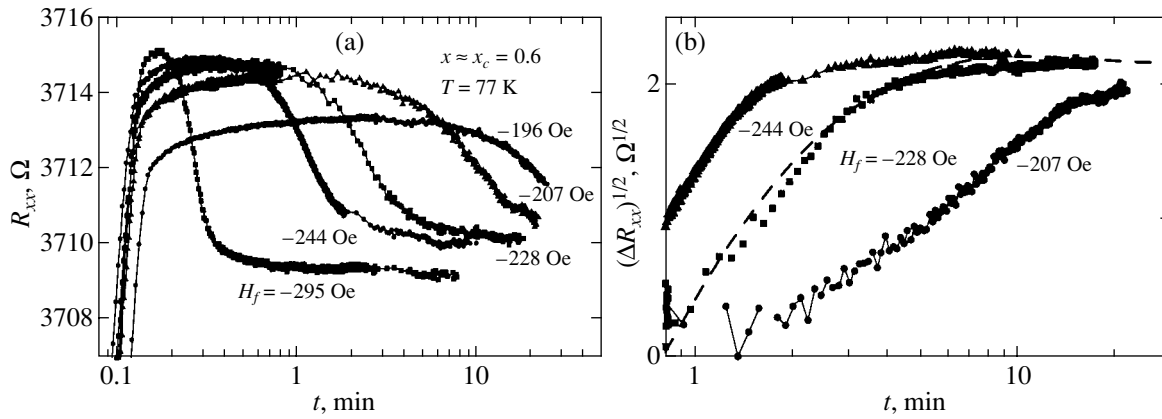 3716
3714
3712
3710
3708
R_xx, Ω
(a)
x ≈ x_c = 0.6
T = 77 K
−196 Oe
−207 Oe
−244 Oe
−228 Oe
H_f = −295 Oe
0.1
1
10
t, min
(b)
2
0
(ΔR_xx)^1/2, Ω^1/2
−244 Oe
H_f = −228 Oe
−207 Oe
1
2
10
t, min